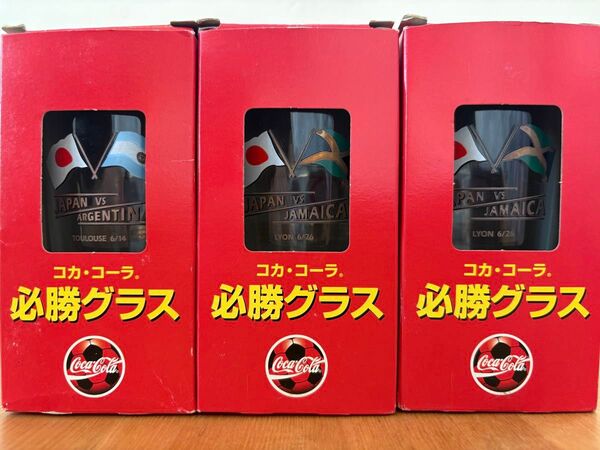 JAPAN VS
ARGENTINA
TOULOUSE 6/14
コカ・コーラ®
必勝グラス
Coca-Cola
JAPAN VS
JAMAICA
LYON 6/26
コカ・コーラ®
必勝グラス
Coca-Cola
JAPAN VS
JAMAICA
LYON 6/26
コカ・コーラ®
必勝グラス
Coca-Cola